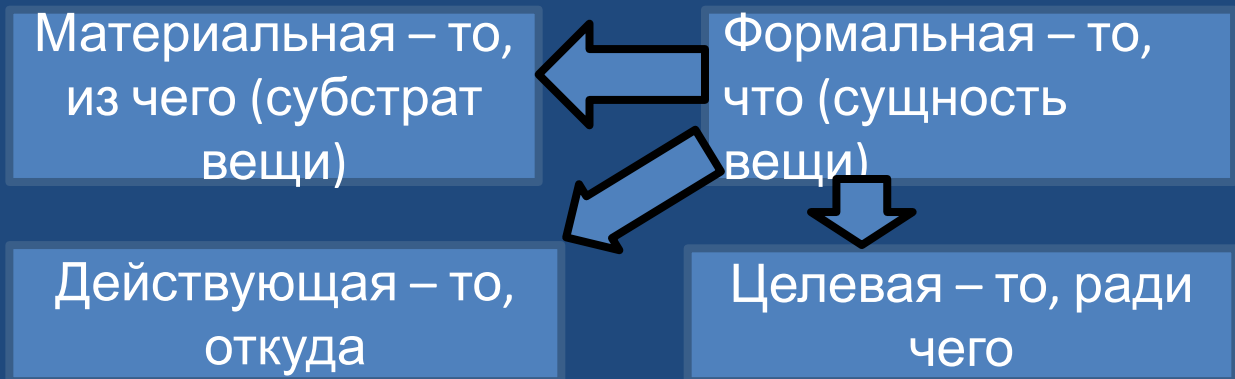 Материальная – то,
из чего (субстрат
вещи)
Формальная – то,
что (сущность
вещи)
Действующая – то,
откуда
Целевая – то, ради
чего